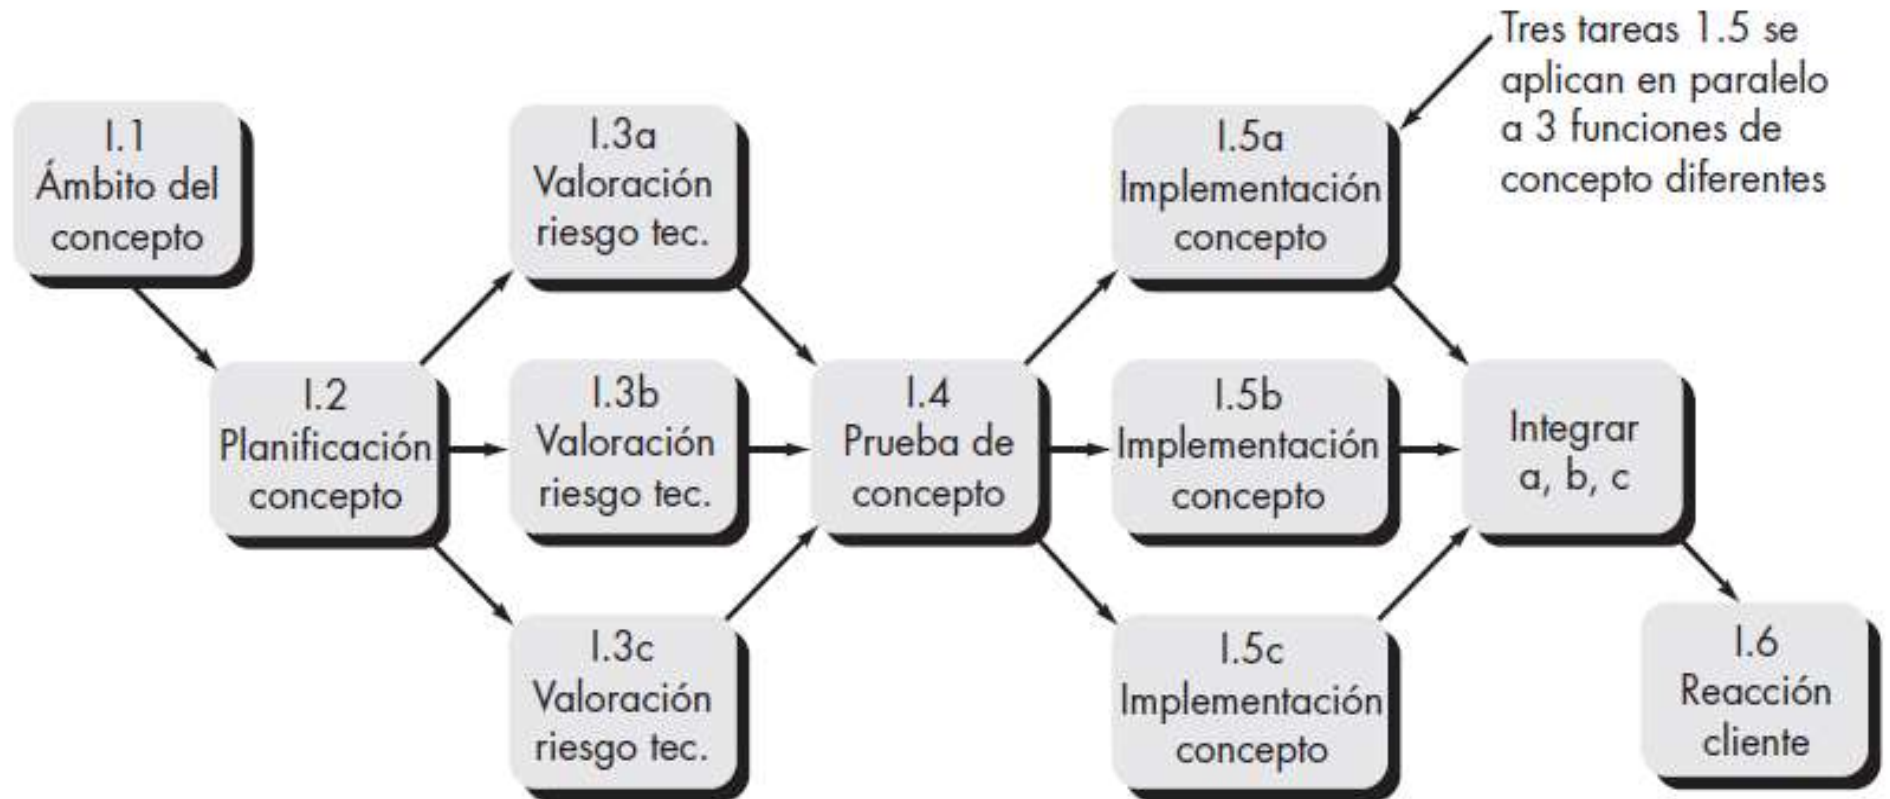 Tres tareas 1.5 se
aplican en paralelo
a 3 funciones de
concepto diferentes
I.1
Ámbito del
concepto
I.2
Planificación
concepto
I.3a
Valoración
riesgo tec.
I.3b
Valoración
riesgo tec.
I.3c
Valoración
riesgo tec.
I.4
Prueba de
concepto
I.5a
Implementación
concepto
I.5b
Implementación
concepto
I.5c
Implementación
concepto
Integrar
a, b, c
I.6
Reacción
cliente